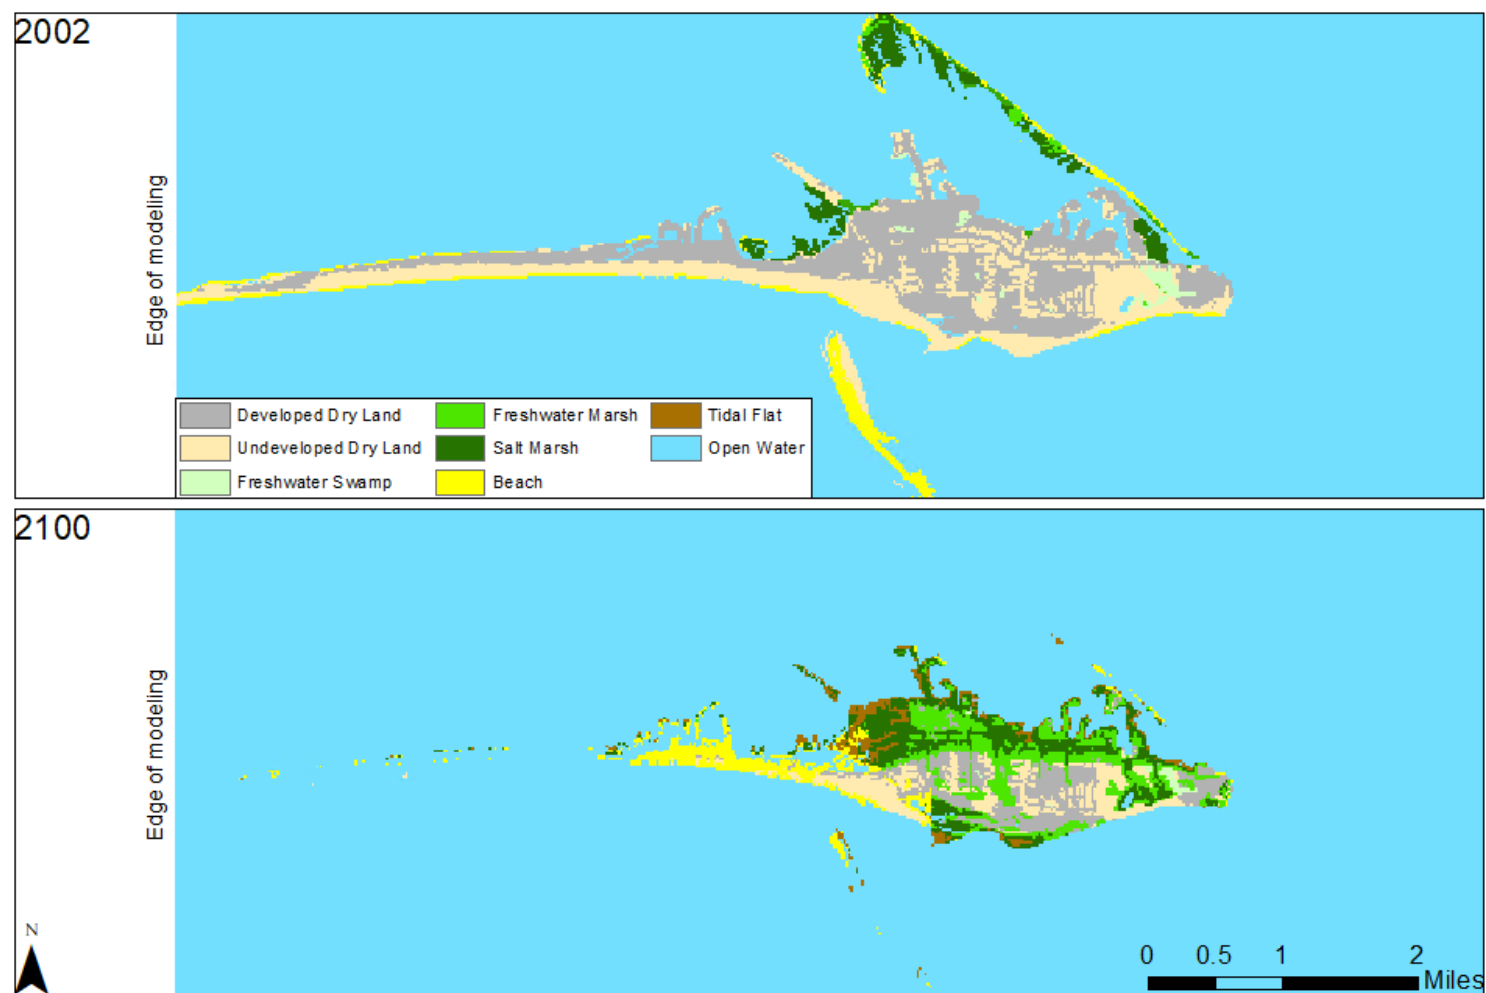 2002
Edge of modeling
Developed Dry Land
Freshwater Marsh
Tidal Flat
Undeveloped Dry Land
Salt Marsh
Open Water
Freshwater Swamp
Beach
2100
Edge of modeling
N
0 0.5 1 2
Miles